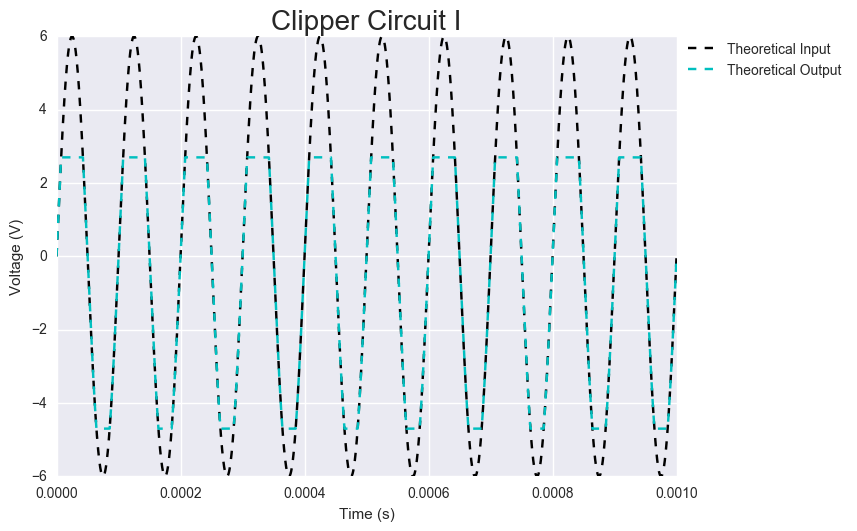 Clipper Circuit I
Theoretical Input
Theoretical Output
Voltage (V)
6
4
2
0
−2
−4
−6
0.0000 0.0002 0.0004 0.0006 0.0008 0.0010
Time (s)